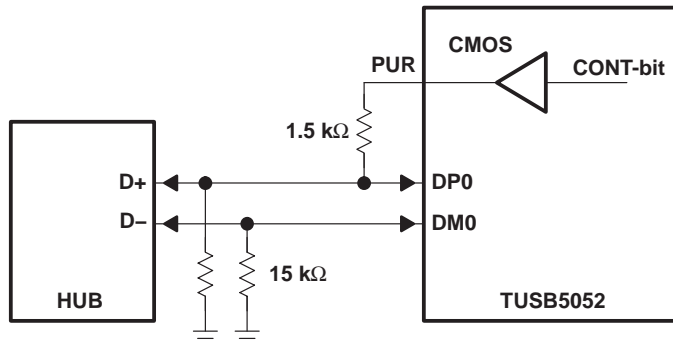 CMOS
PUR
CONT-bit
1.5 kΩ
D+
DP0
D−
DM0
15 kΩ
HUB
TUSB5052